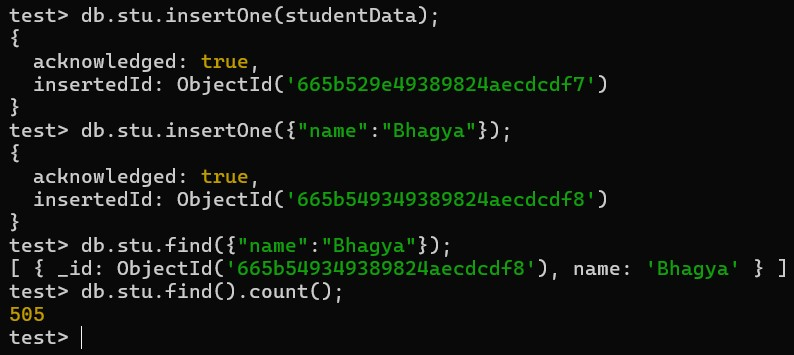 test> db.stu.insertOne(studentData);
{
  acknowledged: true,
  insertedId: ObjectId('665b529e49389824aecdcdf7')
}
test> db.stu.insertOne({"name":"Bhagya"});
{
  acknowledged: true,
  insertedId: ObjectId('665b549349389824aecdcdf8')
}
test> db.stu.find({"name":"Bhagya"});
[ { _id: ObjectId('665b549349389824aecdcdf8'), name: 'Bhagya' } ]
test> db.stu.find().count();
505
test>